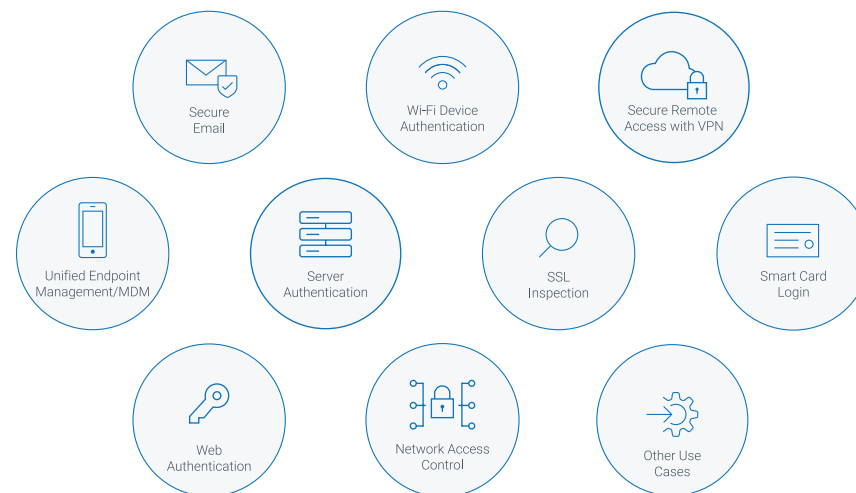 Secure
Email
Wi-Fi Device
Authentication
Secure Remote
Access with VPN
Unified Endpoint
Management/MDM
Server
Authentication
SSL
Inspection
Smart Card
Login
Web
Authentication
Network Access
Control
Other Use
Cases